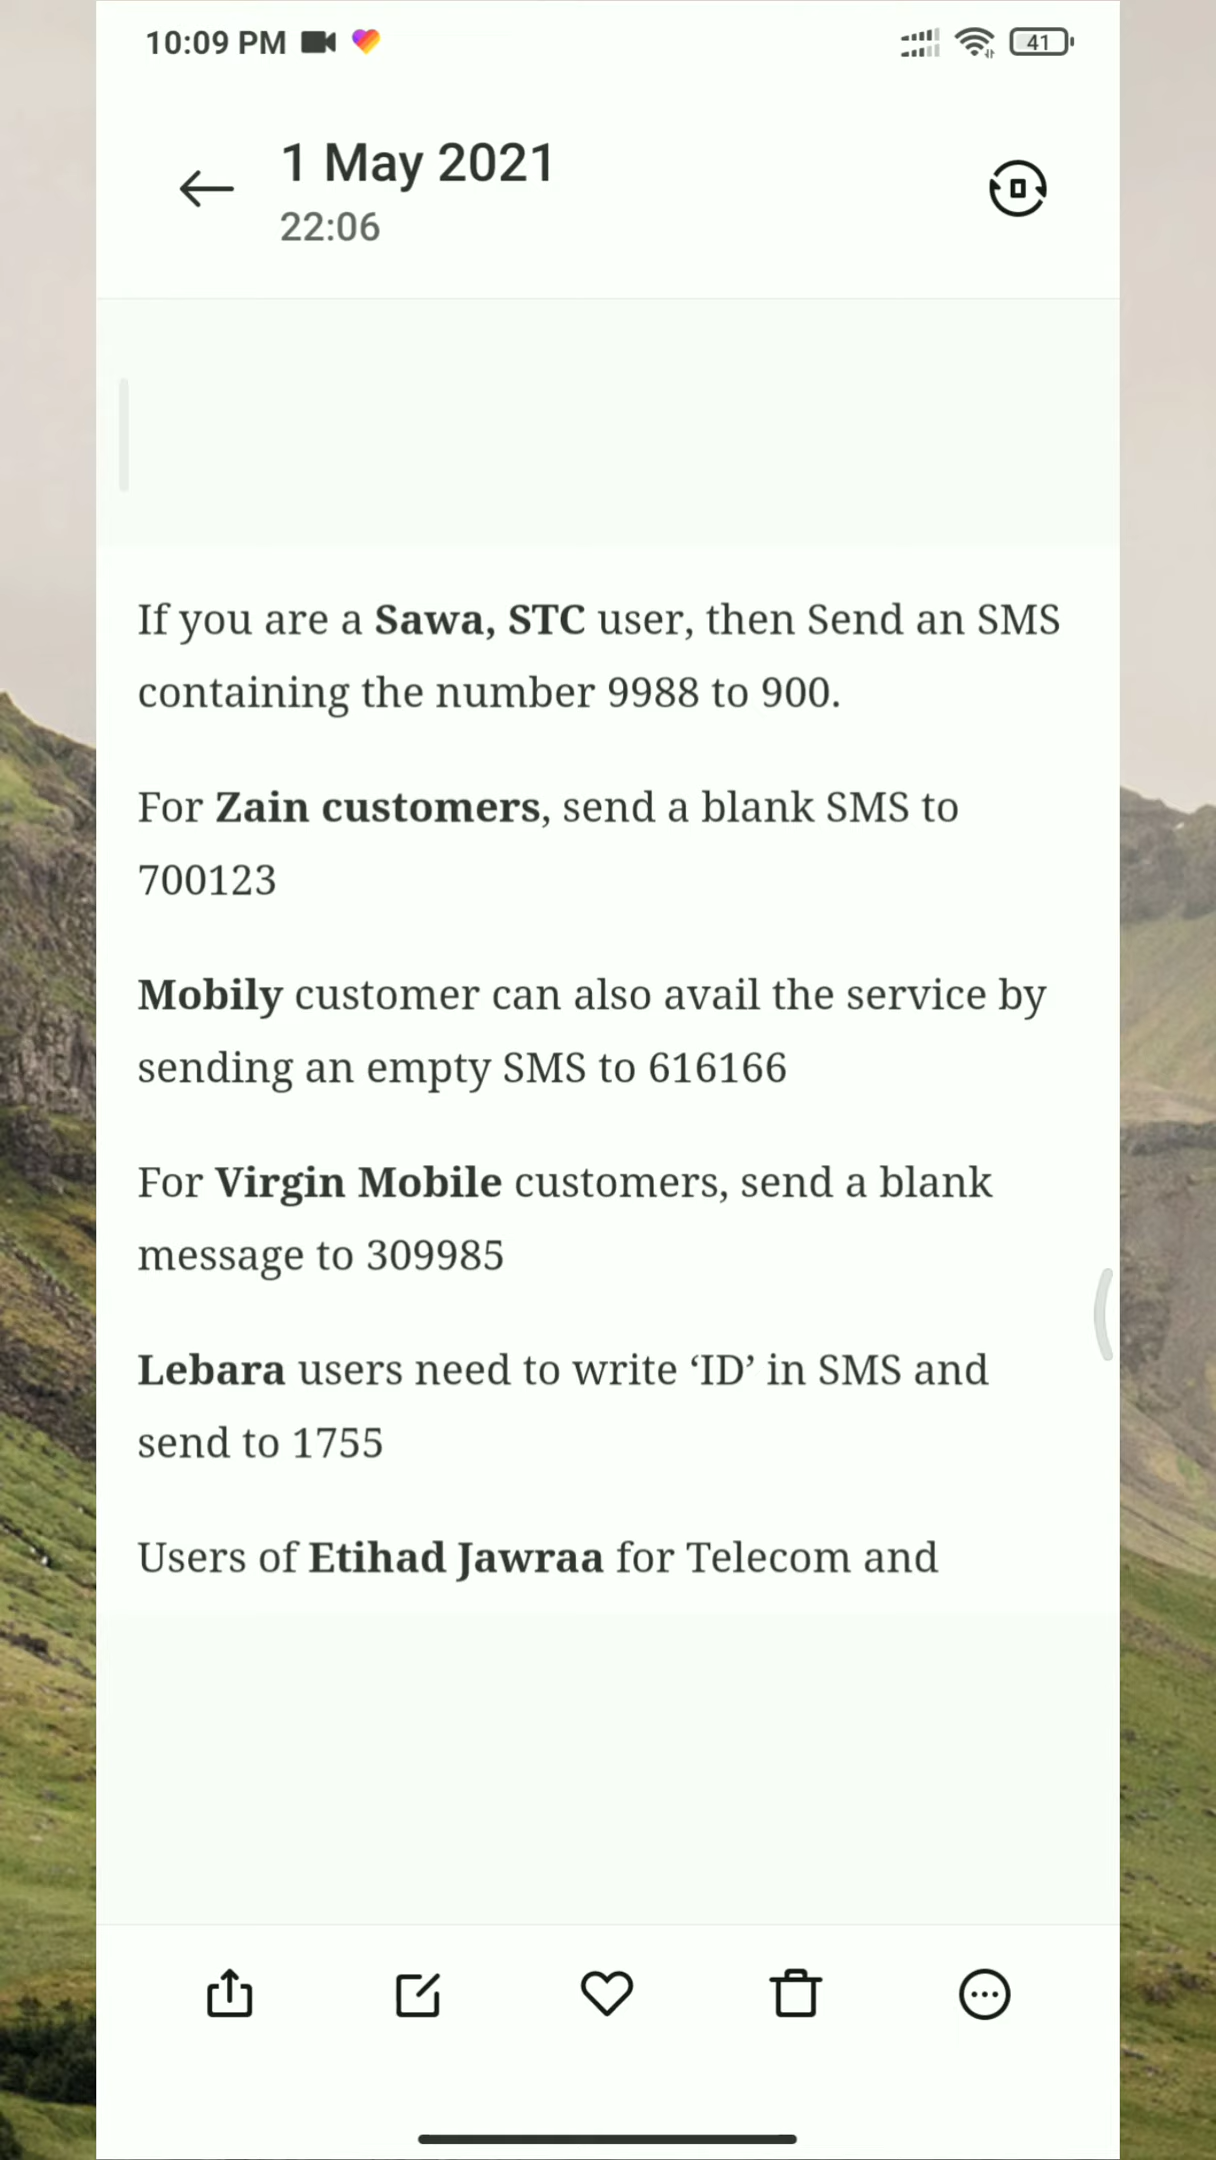 10:09 PM
41
1 May 2021
22:06
If you are a Sawa, STC user, then Send an SMS
containing the number 9988 to 900.
For Zain customers, send a blank SMS to
700123
Mobily customer can also avail the service by
sending an empty SMS to 616166
For Virgin Mobile customers, send a blank
message to 309985
Lebara users need to write ‘ID’ in SMS and
send to 1755
Users of Etihad Jawraa for Telecom and